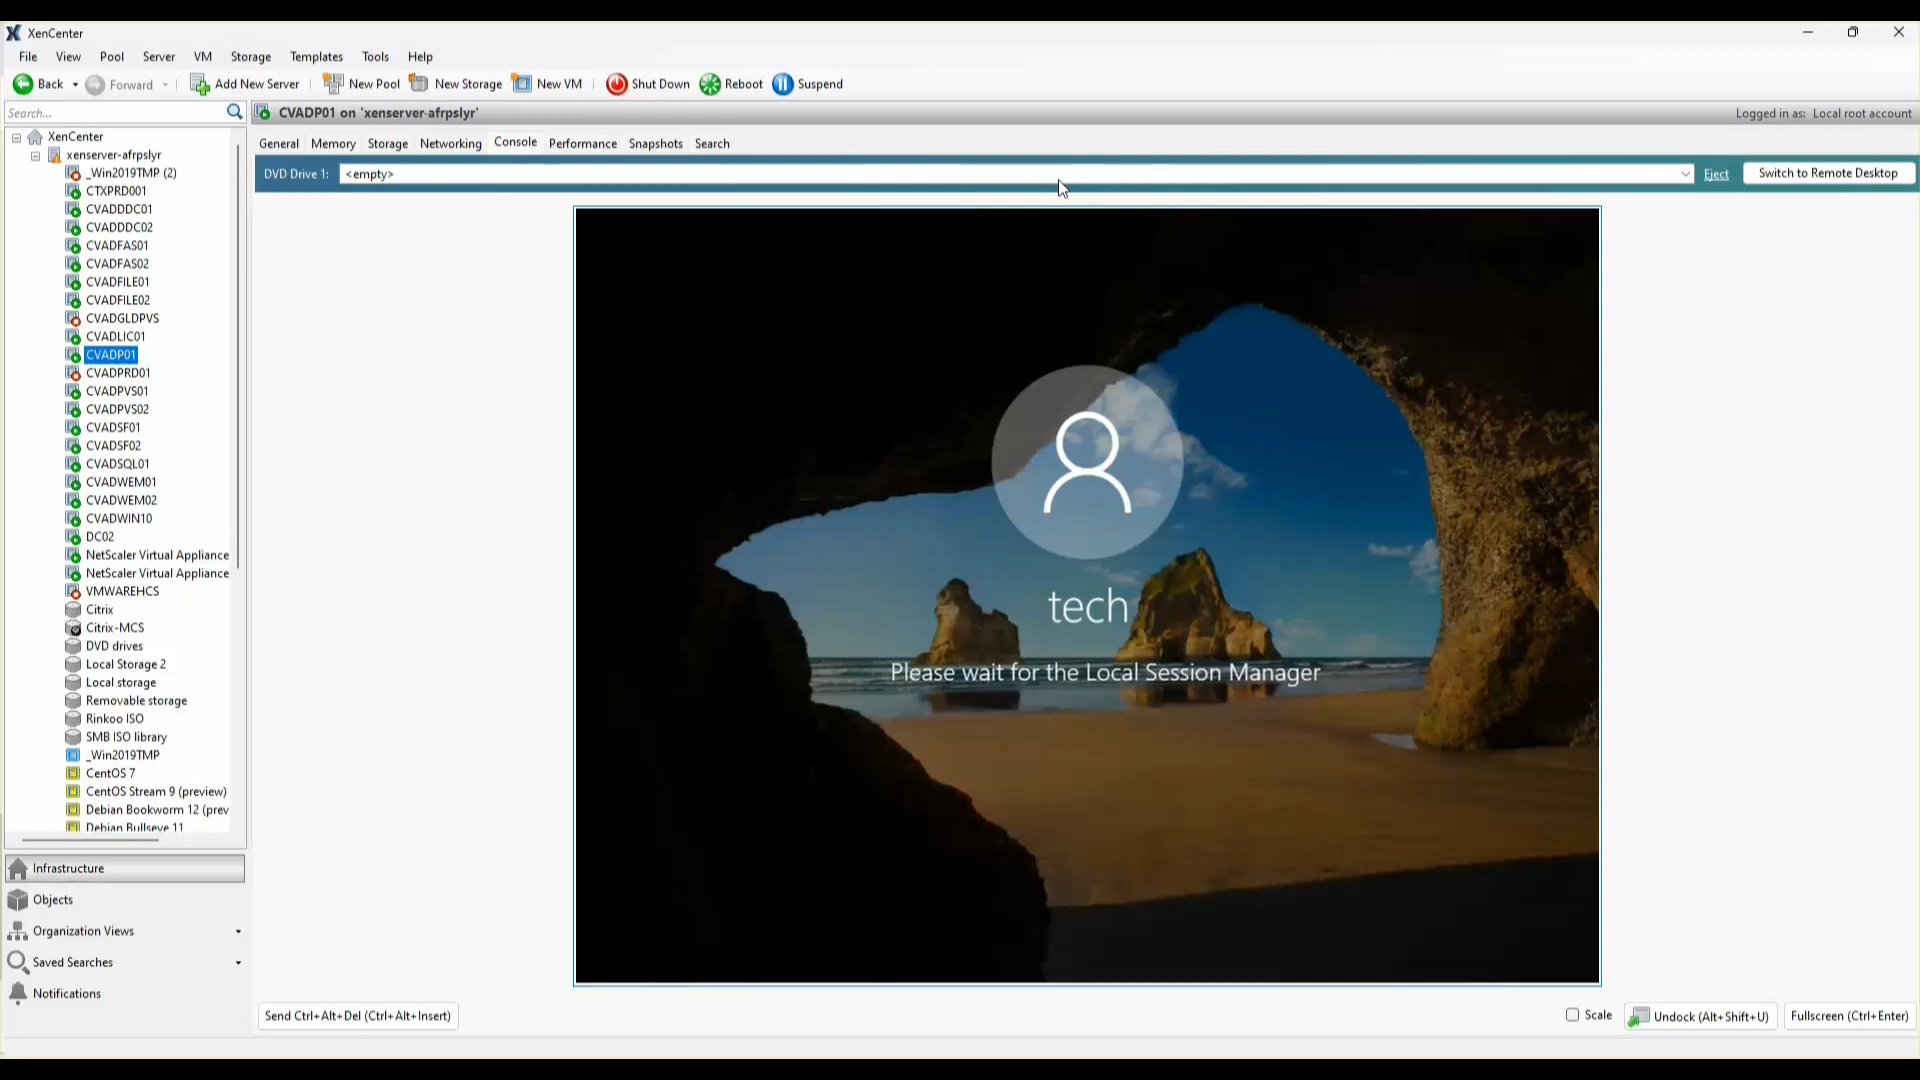 XenCenter
File View Pool Server VM Storage Templates Tools Help
Back Forward Add New Server New Pool New Storage New VM Shut Down Reboot Suspend
Search...
CVADP01 on 'xenserver-afrpslyr'
Logged in as: Local root account
General Memory Storage Networking Console Performance Snapshots Search
DVD Drive 1: <empty> Eject Switch to Remote Desktop
XenCenter
xenserver-afrpslyr
_Win2019TMP (2)
CTXPRD001
CVADDDC01
CVADDDC02
CVADFAS01
CVADFAS02
CVADFILE01
CVADFILE02
CVADGLDPVS
CVADLIC01
CVADP01
CVADPRD01
CVADPVS01
CVADPVS02
CVADSF01
CVADSF02
CVADSQL01
CVADWEM01
CVADWEM02
CVADWIN10
DC02
NetScaler Virtual Appliance
NetScaler Virtual Appliance
VMWAREHCS
Citrix
Citrix-MCS
DVD drives
Local Storage 2
Local storage
Removable storage
Rinkoo ISO
SMB ISO library
_Win2019TMP
CentOS 7
CentOS Stream 9 (preview)
Debian Bookworm 12 (prev
Debian Bullseye 11
Infrastructure
Objects
Organization Views
Saved Searches
Notifications
tech
Please wait for the Local Session Manager
Send Ctrl+Alt+Del (Ctrl+Alt+Insert)
Scale Undock (Alt+Shift+U) Fullscreen (Ctrl+Enter)